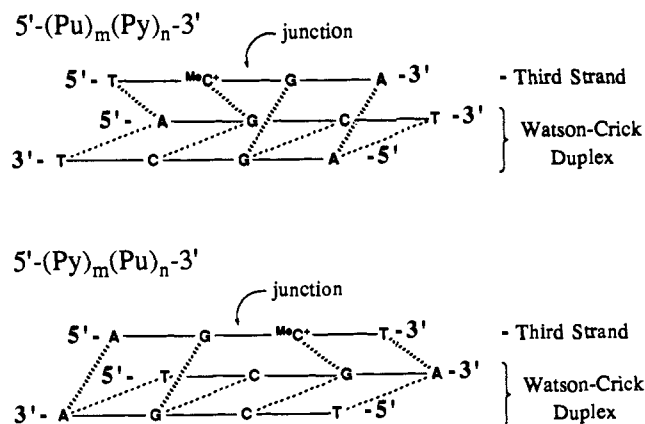 5'-(Pu)m(Py)n-3'
junction
5'- T MeC+ G A -3' - Third Strand
5'- A G C T -3' Watson-Crick
3'- T C G A -5' Duplex
5'-(Py)m(Pu)n-3'
junction
5'- A G MeC+ T -3' - Third Strand
5'- T C G A -3' Watson-Crick
3'- A G C T -5' Duplex